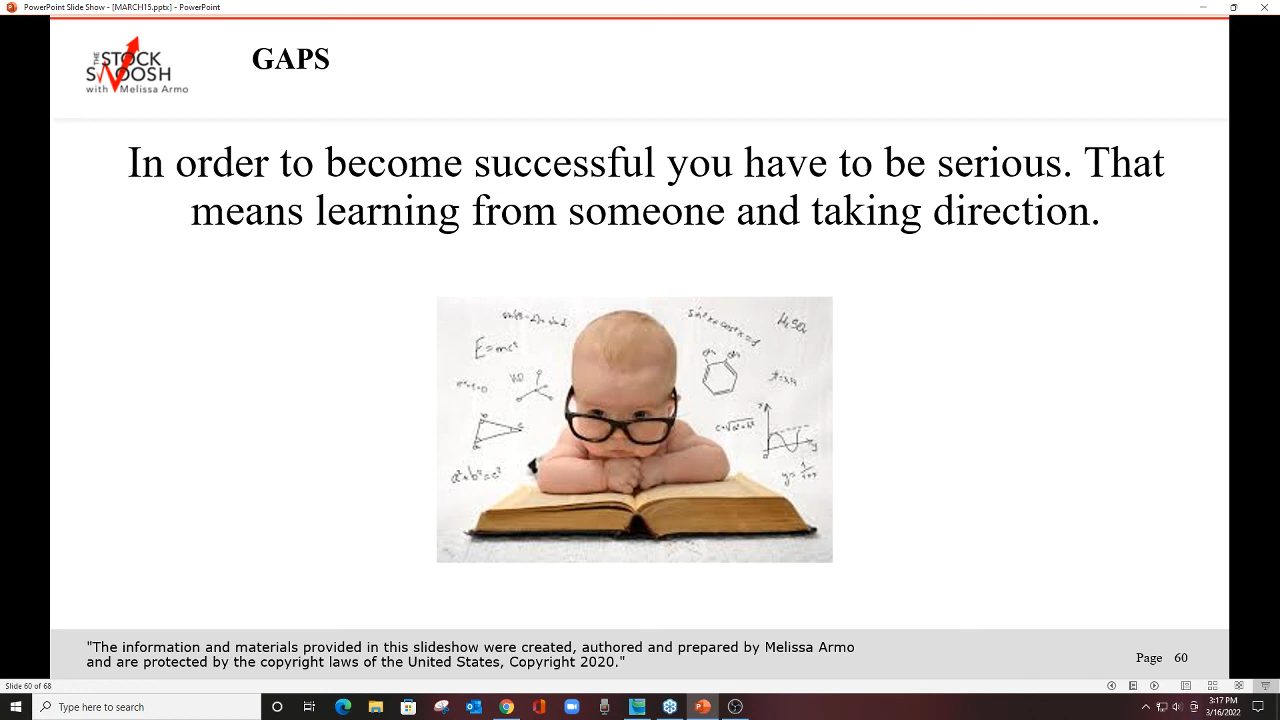 PowerPoint Slide Show - [MARCH15.pptx] - PowerPoint
THE
STOCK
SWOOSH
with Melissa Armo
GAPS
In order to become successful you have to be serious. That
means learning from someone and taking direction.
E=mc²
a²+b²=c²
"The information and materials provided in this slideshow were created, authored and prepared by Melissa Armo
and are protected by the copyright laws of the United States, Copyright 2020."
Page 60
Slide 60 of 68
Type here to search
3:17 PM
3/16/2022